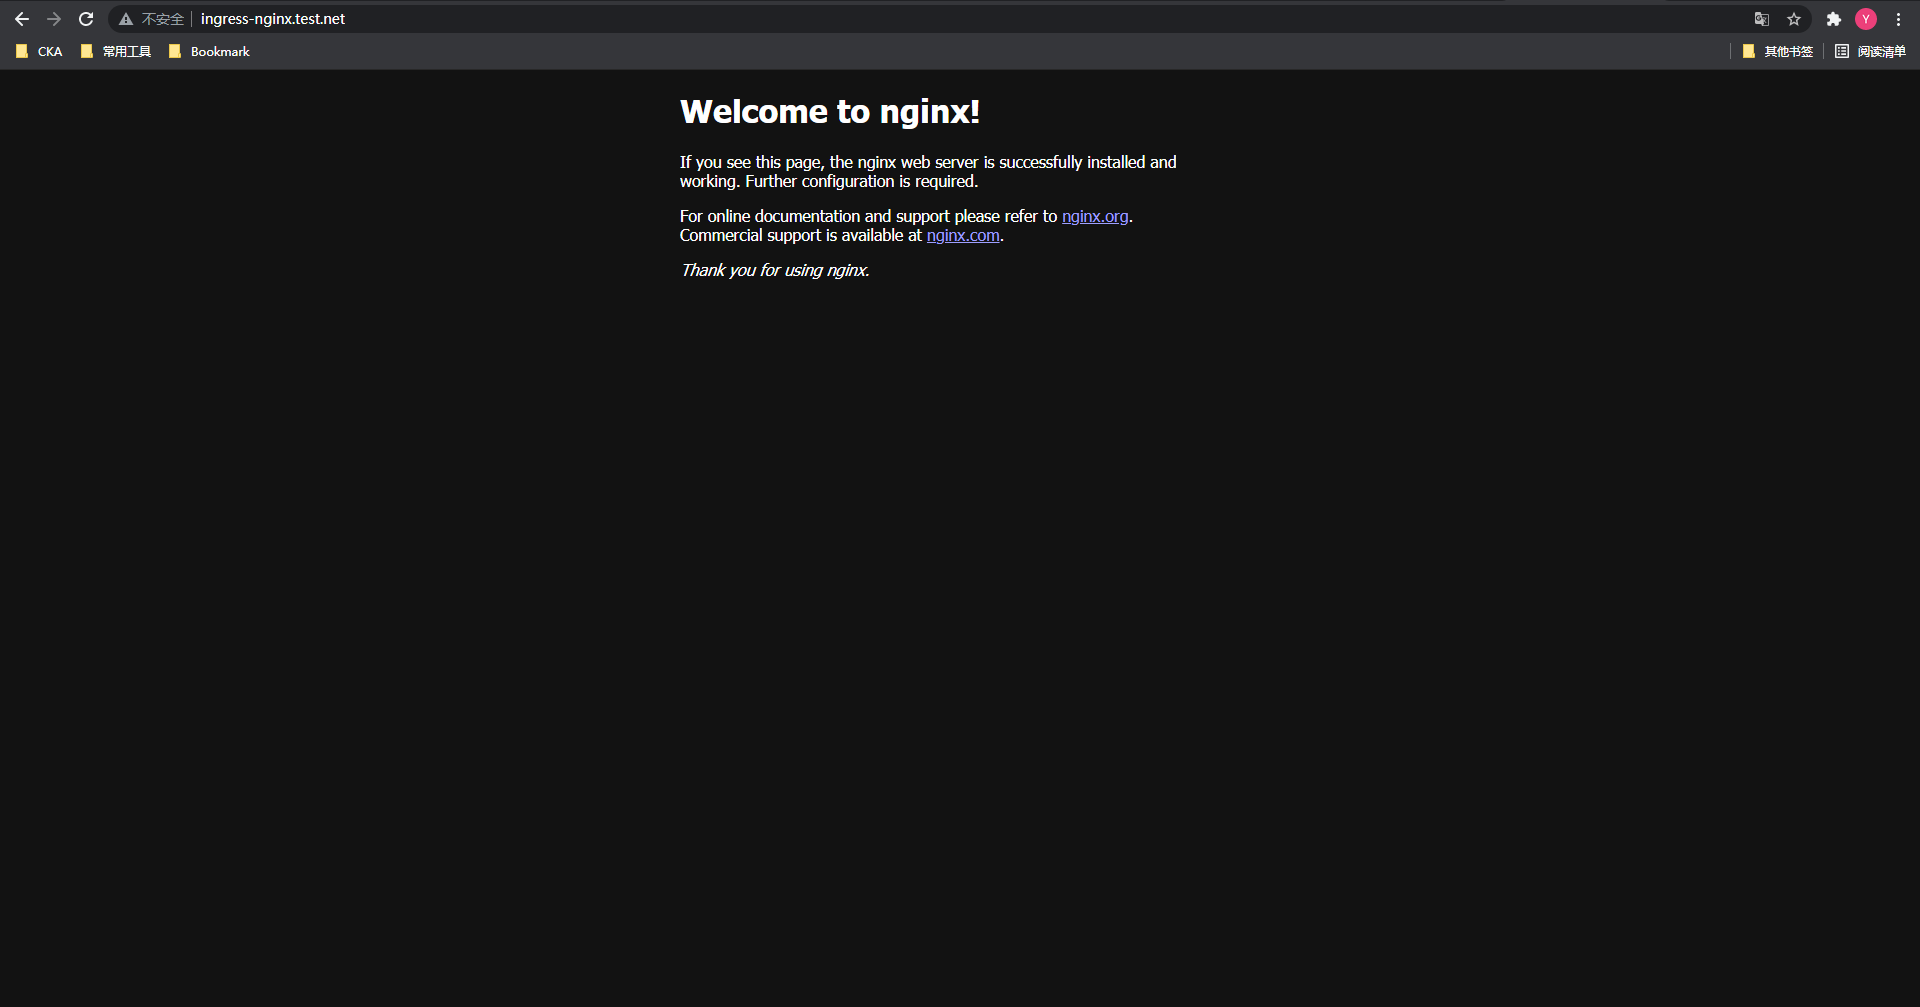 不安全 ingress-nginx.test.net
Y
CKA 常用工具 Bookmark 其他书签 阅读清单
Welcome to nginx!
If you see this page, the nginx web server is successfully installed and
working. Further configuration is required.
For online documentation and support please refer to nginx.org.
Commercial support is available at nginx.com.
Thank you for using nginx.